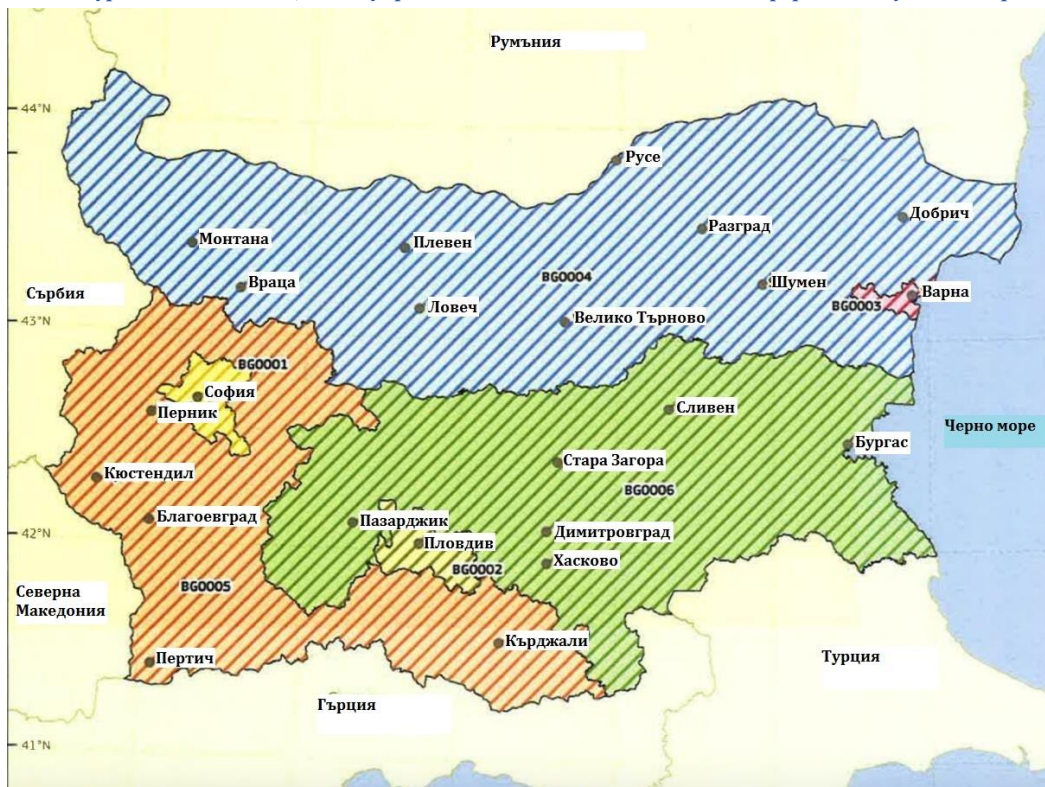 Румъния
44°N
Русе
Добрич
Разград
Монтана
Плевен
BG0004
Враца
Шумен
Сърбия
Варна
BG0003
Ловеч
Велико Търново
43°N
BG0001
София
Перник
Сливен
Черно море
Бургас
Кюстендил
Стара Загора
BG0006
Благоевград
Пазарджик
42°N
Димитровград
Пловдив
Хасково
BG0002
BG0005
Северна
Македония
Кърджали
Пертич
Турция
Гърция
41°N